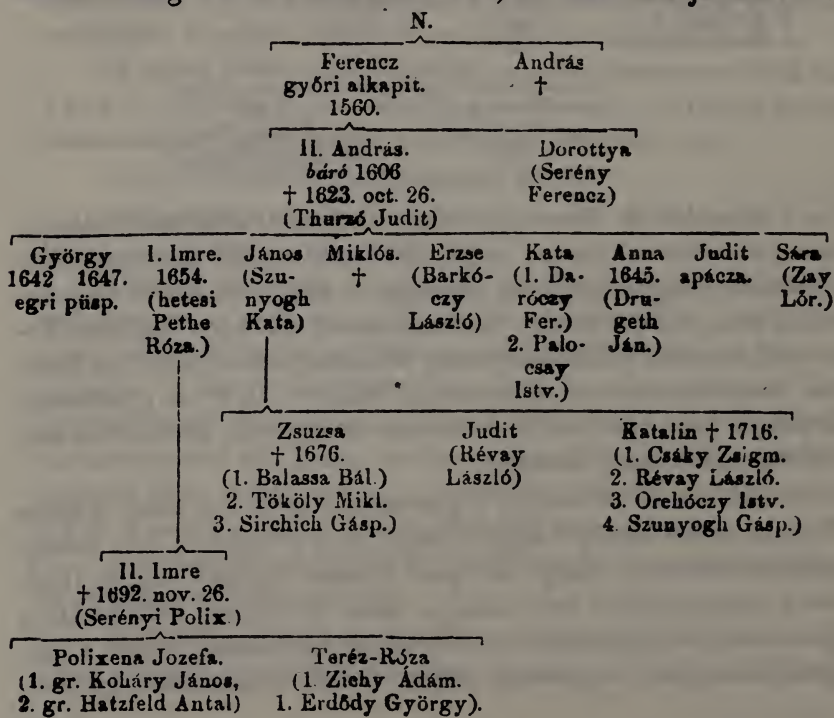 N.
Ferencz András
győri alkapit. †
1560.
II. András. Dorottya
báró 1606 (Serény
† 1623. oct. 26. Ferencz)
(Thurzó Judit)
György I. Imre. János Miklós. Erzse Kata Anna Judit Sára
1642 1647. 1654. (Szu- † (Barkó- (1. Da- 1645. apácza. (Zay
egri püsp. (hetesi nyogh czy róczy (Dru- Lőr.)
Pethe Kata) László) Fer.) geth
Róza.) 2. Palo- Ján.)
csay
Istv.)
Zsuzsa Judit Katalin † 1716.
† 1676. (Révay (1. Csáky Zsigm.
(1. Balassa Bál.) László) 2. Révay László.
2. Tököly Mikl. 3. Orehóczy Istv.
3. Sirchich Gásp.) 4. Szunyogh Gásp.)
II. Imre
† 1692. nov. 26.
(Serényi Polix.)
Polixena Jozefa. Teréz-Róza
(1. gr. Koháry János, (1. Zichy Ádám.
2. gr. Hatzfeld Antal) 1. Erdődy György).